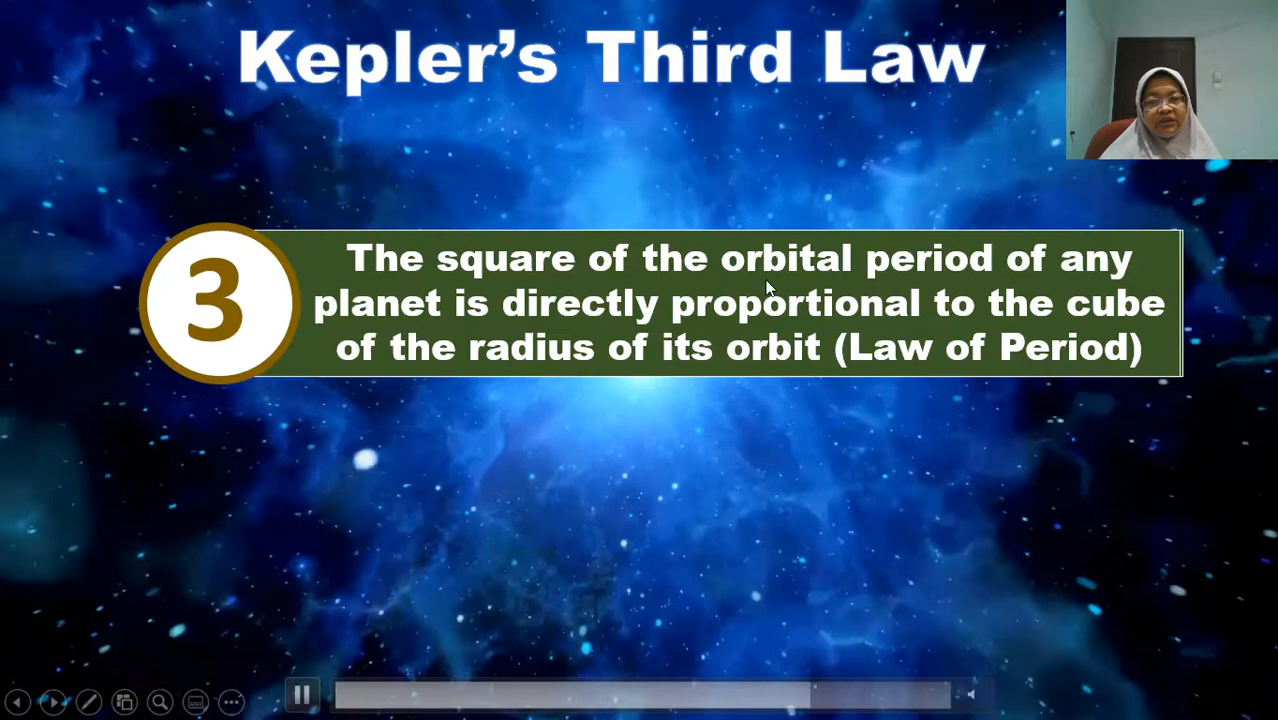 Kepler’s Third Law
3
The square of the orbital period of any
planet is directly proportional to the cube
of the radius of its orbit (Law of Period)